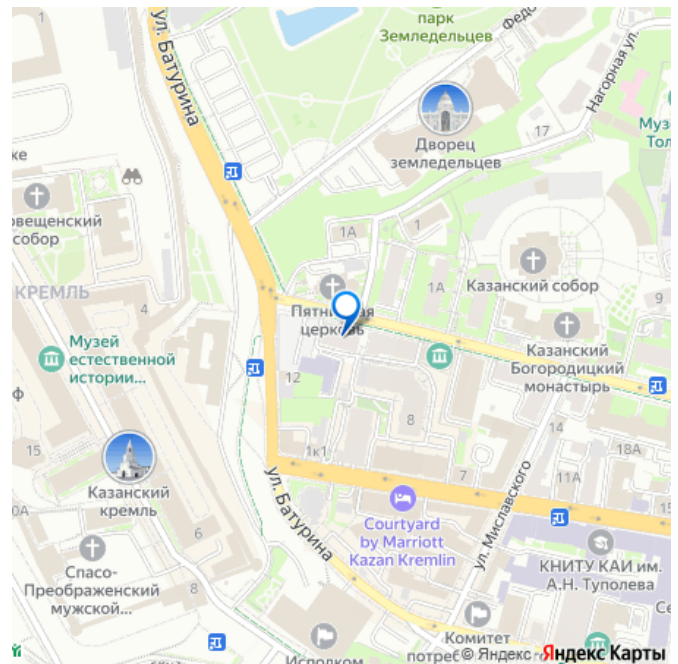 парк
Земледельцев
Федо
ул. Батурина
Нагорная ул.
Музе
Тол
17
Дворец
земледельцев
ке
овещенский
собор
1А
1
Казанский собор
КРЕМЛЬ
4
Пятницкая
церковь
1А
9
Музей
естественной
истории...
Казанский
Богородицкий
монастырь
ф
12
8
15
1к1
7
14
18А
11А
15
Казанский
кремль
ул. Батурина
Courtyard
by Marriott
Kazan Kremlin
ул. Миславского
0А
6
КНИТУ КАИ им.
А.Н. Туполева
Спасо-
Преображенский
мужской...
Се
й
Исполком
Комитет
потреб
© Яндекс Яндекс Карты